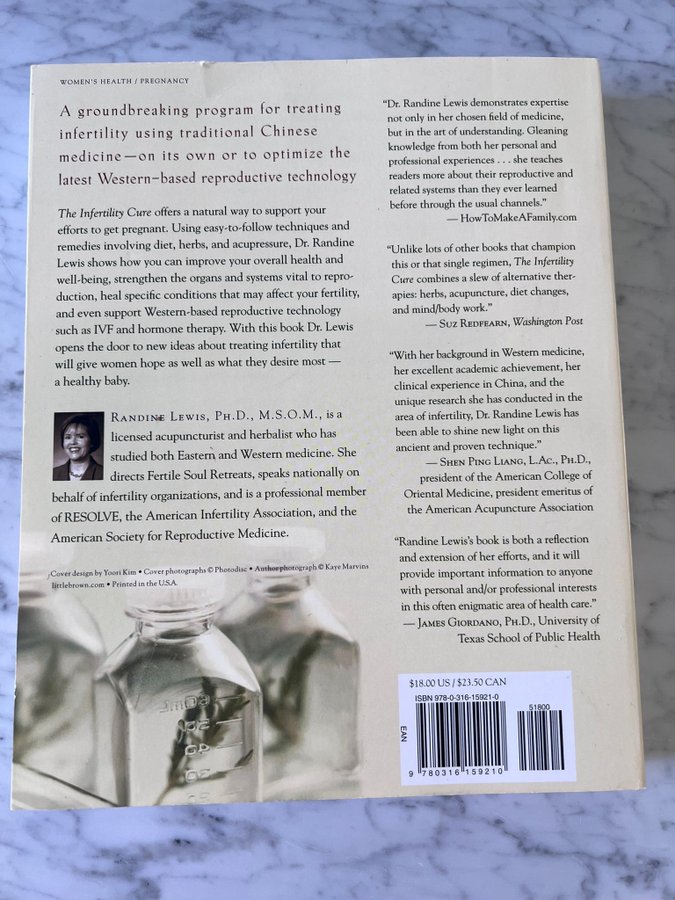 WOMEN'S HEALTH / PREGNANCY
A groundbreaking program for treating
infertility using traditional Chinese
medicine—on its own or to optimize the
latest Western-based reproductive technology
The Infertility Cure offers a natural way to support your
efforts to get pregnant. Using easy-to-follow techniques and
remedies involving diet, herbs, and acupressure, Dr. Randine
Lewis shows how you can improve your overall health and
well-being, strengthen the organs and systems vital to repro-
duction, heal specific conditions that may affect your fertility,
and even support Western-based reproductive technology
such as IVF and hormone therapy. With this book Dr. Lewis
opens the door to new ideas about treating infertility that
will give women hope as well as what they desire most —
a healthy baby.
RANDINE LEWIS, PH.D., M.S.O.M., is a
licensed acupuncturist and herbalist who has
studied both Eastern and Western medicine. She
directs Fertile Soul Retreats, speaks nationally on
behalf of infertility organizations, and is a professional member
of RESOLVE, the American Infertility Association, and the
American Society for Reproductive Medicine.
Cover design by Yoori Kim • Cover photographs © Photodisc • Author photograph © Kaye Marvins
littlebrown.com • Printed in the U.S.A.
"Dr. Randine Lewis demonstrates expertise
not only in her chosen field of medicine,
but in the art of understanding. Gleaning
knowledge from both her personal and
professional experiences . . . she teaches
readers more about their reproductive and
related systems than they ever learned
before through the usual channels."
— HowToMakeAFamily.com
"Unlike lots of other books that champion
this or that single regimen, The Infertility
Cure combines a slew of alternative ther-
apies: herbs, acupuncture, diet changes,
and mind/body work."
— SUZ REDFEARN, Washington Post
"With her background in Western medicine,
her excellent academic achievement, her
clinical experience in China, and the
unique research she has conducted in the
area of infertility, Dr. Randine Lewis has
been able to shine new light on this
ancient and proven technique."
— SHEN PING LIANG, L.AC., PH.D.,
president of the American College of
Oriental Medicine, president emeritus of
the American Acupuncture Association
"Randine Lewis's book is both a reflection
and extension of her efforts, and it will
provide important information to anyone
with personal and/or professional interests
in this often enigmatic area of health care."
— JAMES GIORDANO, PH.D., University of
Texas School of Public Health
$18.00 US / $23.50 CAN
ISBN 978-0-316-15921-0
51800
EAN
9 780316 159210